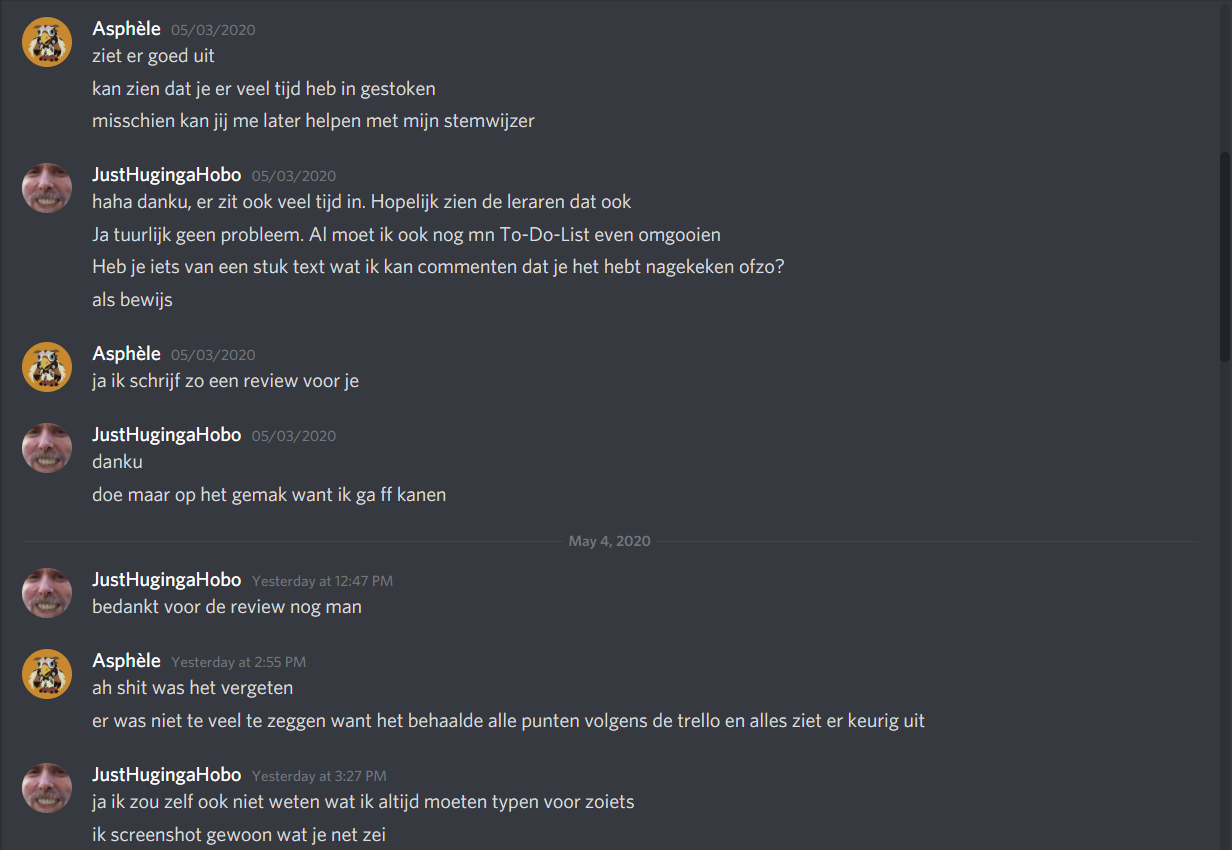 Asphèle 05/03/2020
ziet er goed uit
kan zien dat je er veel tijd heb in gestoken
misschien kan jij me later helpen met mijn stemwijzer
JustHugingaHobo 05/03/2020
haha danku, er zit ook veel tijd in. Hopelijk zien de leraren dat ook
Ja tuurlijk geen probleem. Al moet ik ook nog mn To-Do-List even omgooien
Heb je iets van een stuk text wat ik kan commenten dat je het hebt nagekeken ofzo?
als bewijs
Asphèle 05/03/2020
ja ik schrijf zo een review voor je
JustHugingaHobo 05/03/2020
danku
doe maar op het gemak want ik ga ff kanen
May 4, 2020
JustHugingaHobo Yesterday at 12:47 PM
bedankt voor de review nog man
Asphèle Yesterday at 2:55 PM
ah shit was het vergeten
er was niet te veel te zeggen want het behaalde alle punten volgens de trello en alles ziet er keurig uit
JustHugingaHobo Yesterday at 3:27 PM
ja ik zou zelf ook niet weten wat ik altijd moeten typen voor zoiets
ik screenshot gewoon wat je net zei